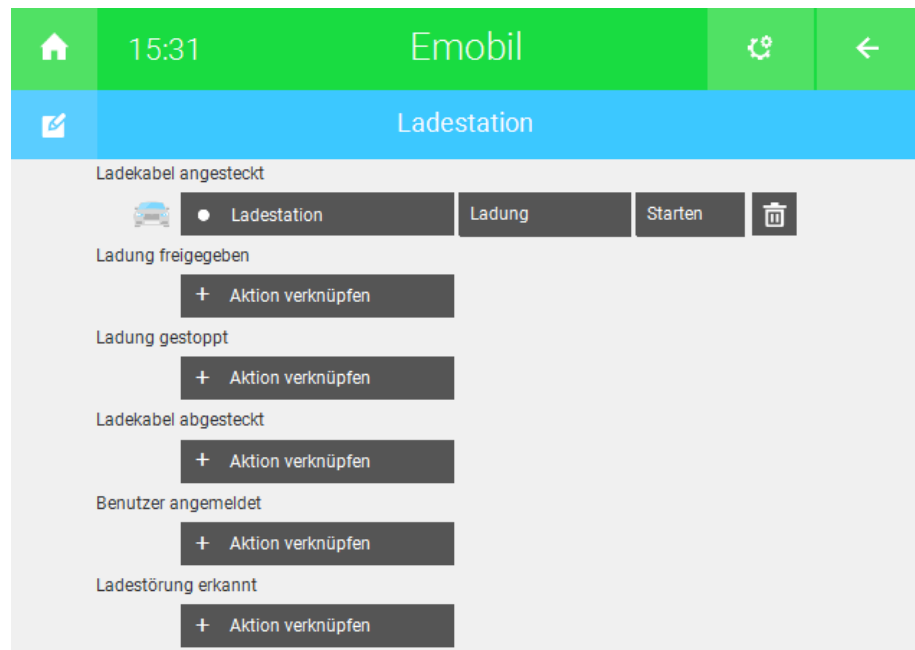 15:31 Emobil
Ladestation
Ladekabel angesteckt
Ladestation Ladung Starten
Ladung freigegeben
+ Aktion verknüpfen
Ladung gestoppt
+ Aktion verknüpfen
Ladekabel abgesteckt
+ Aktion verknüpfen
Benutzer angemeldet
+ Aktion verknüpfen
Ladestörung erkannt
+ Aktion verknüpfen